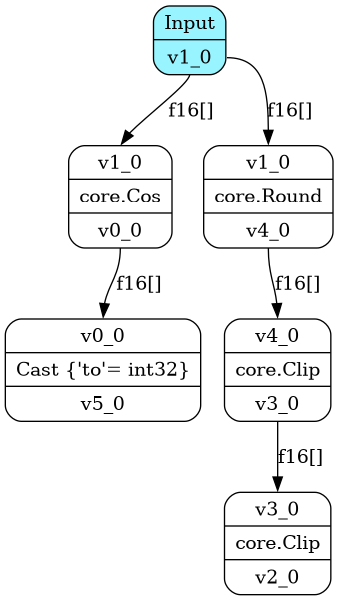 Input
v1_0
f16[]
f16[]
v1_0
core.Cos
v0_0
v1_0
core.Round
v4_0
f16[]
f16[]
v0_0
Cast {'to'= int32}
v5_0
v4_0
core.Clip
v3_0
f16[]
v3_0
core.Clip
v2_0